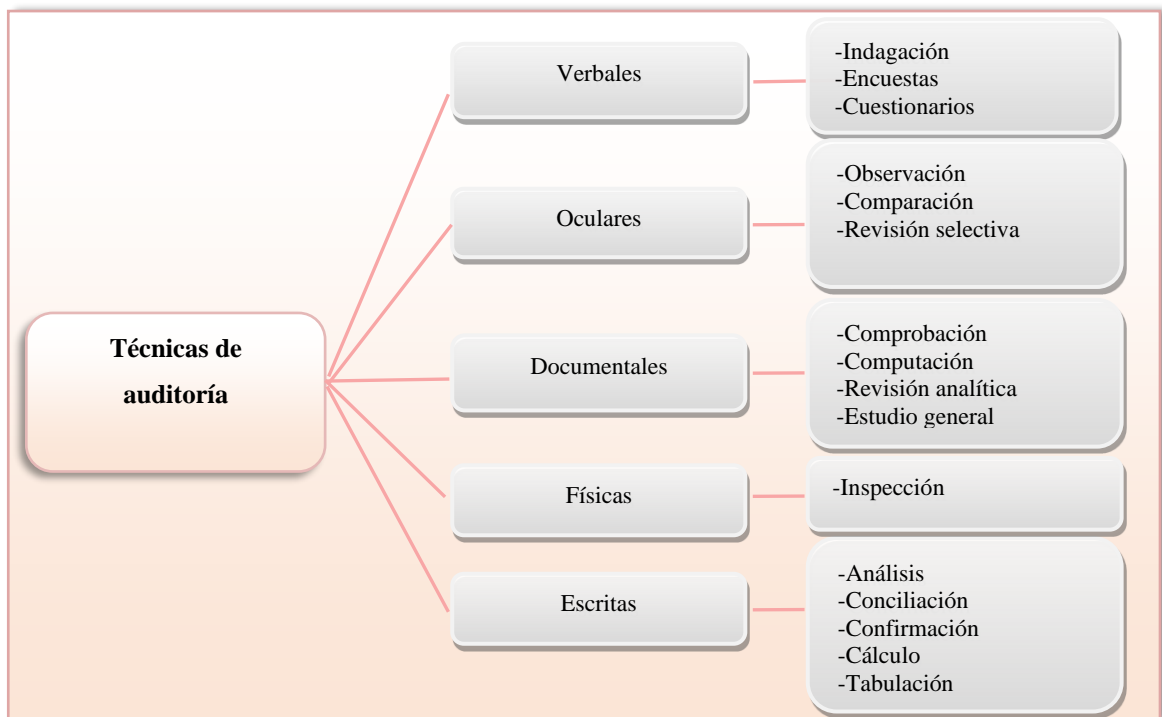 Técnicas de
auditoría
Verbales
-Indagación
-Encuestas
-Cuestionarios
Oculares
-Observación
-Comparación
-Revisión selectiva
Documentales
-Comprobación
-Computación
-Revisión analítica
-Estudio general
Físicas
-Inspección
Escritas
-Análisis
-Conciliación
-Confirmación
-Cálculo
-Tabulación